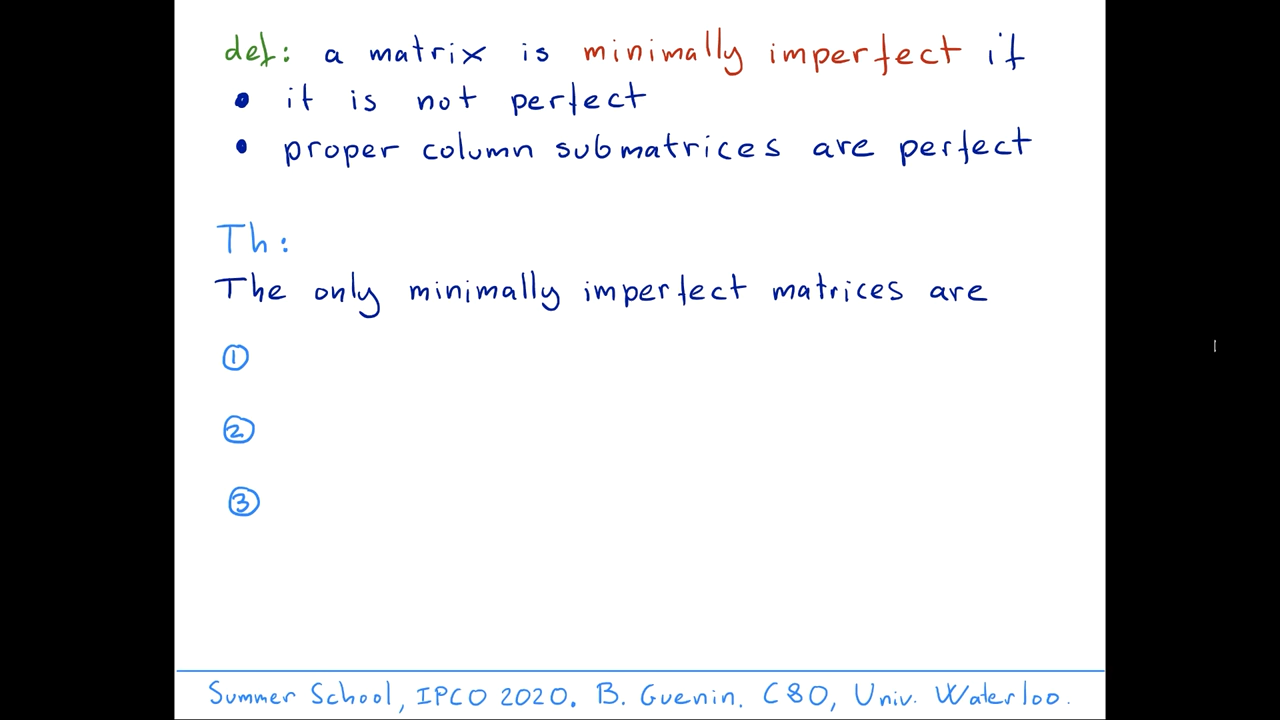 def: a matrix is minimally imperfect if
• it is not perfect
• proper column submatrices are perfect
Th:
The only minimally imperfect matrices are
①
②
③
Summer School, IPCO 2020. B. Guenin. C&O, Univ. Waterloo.